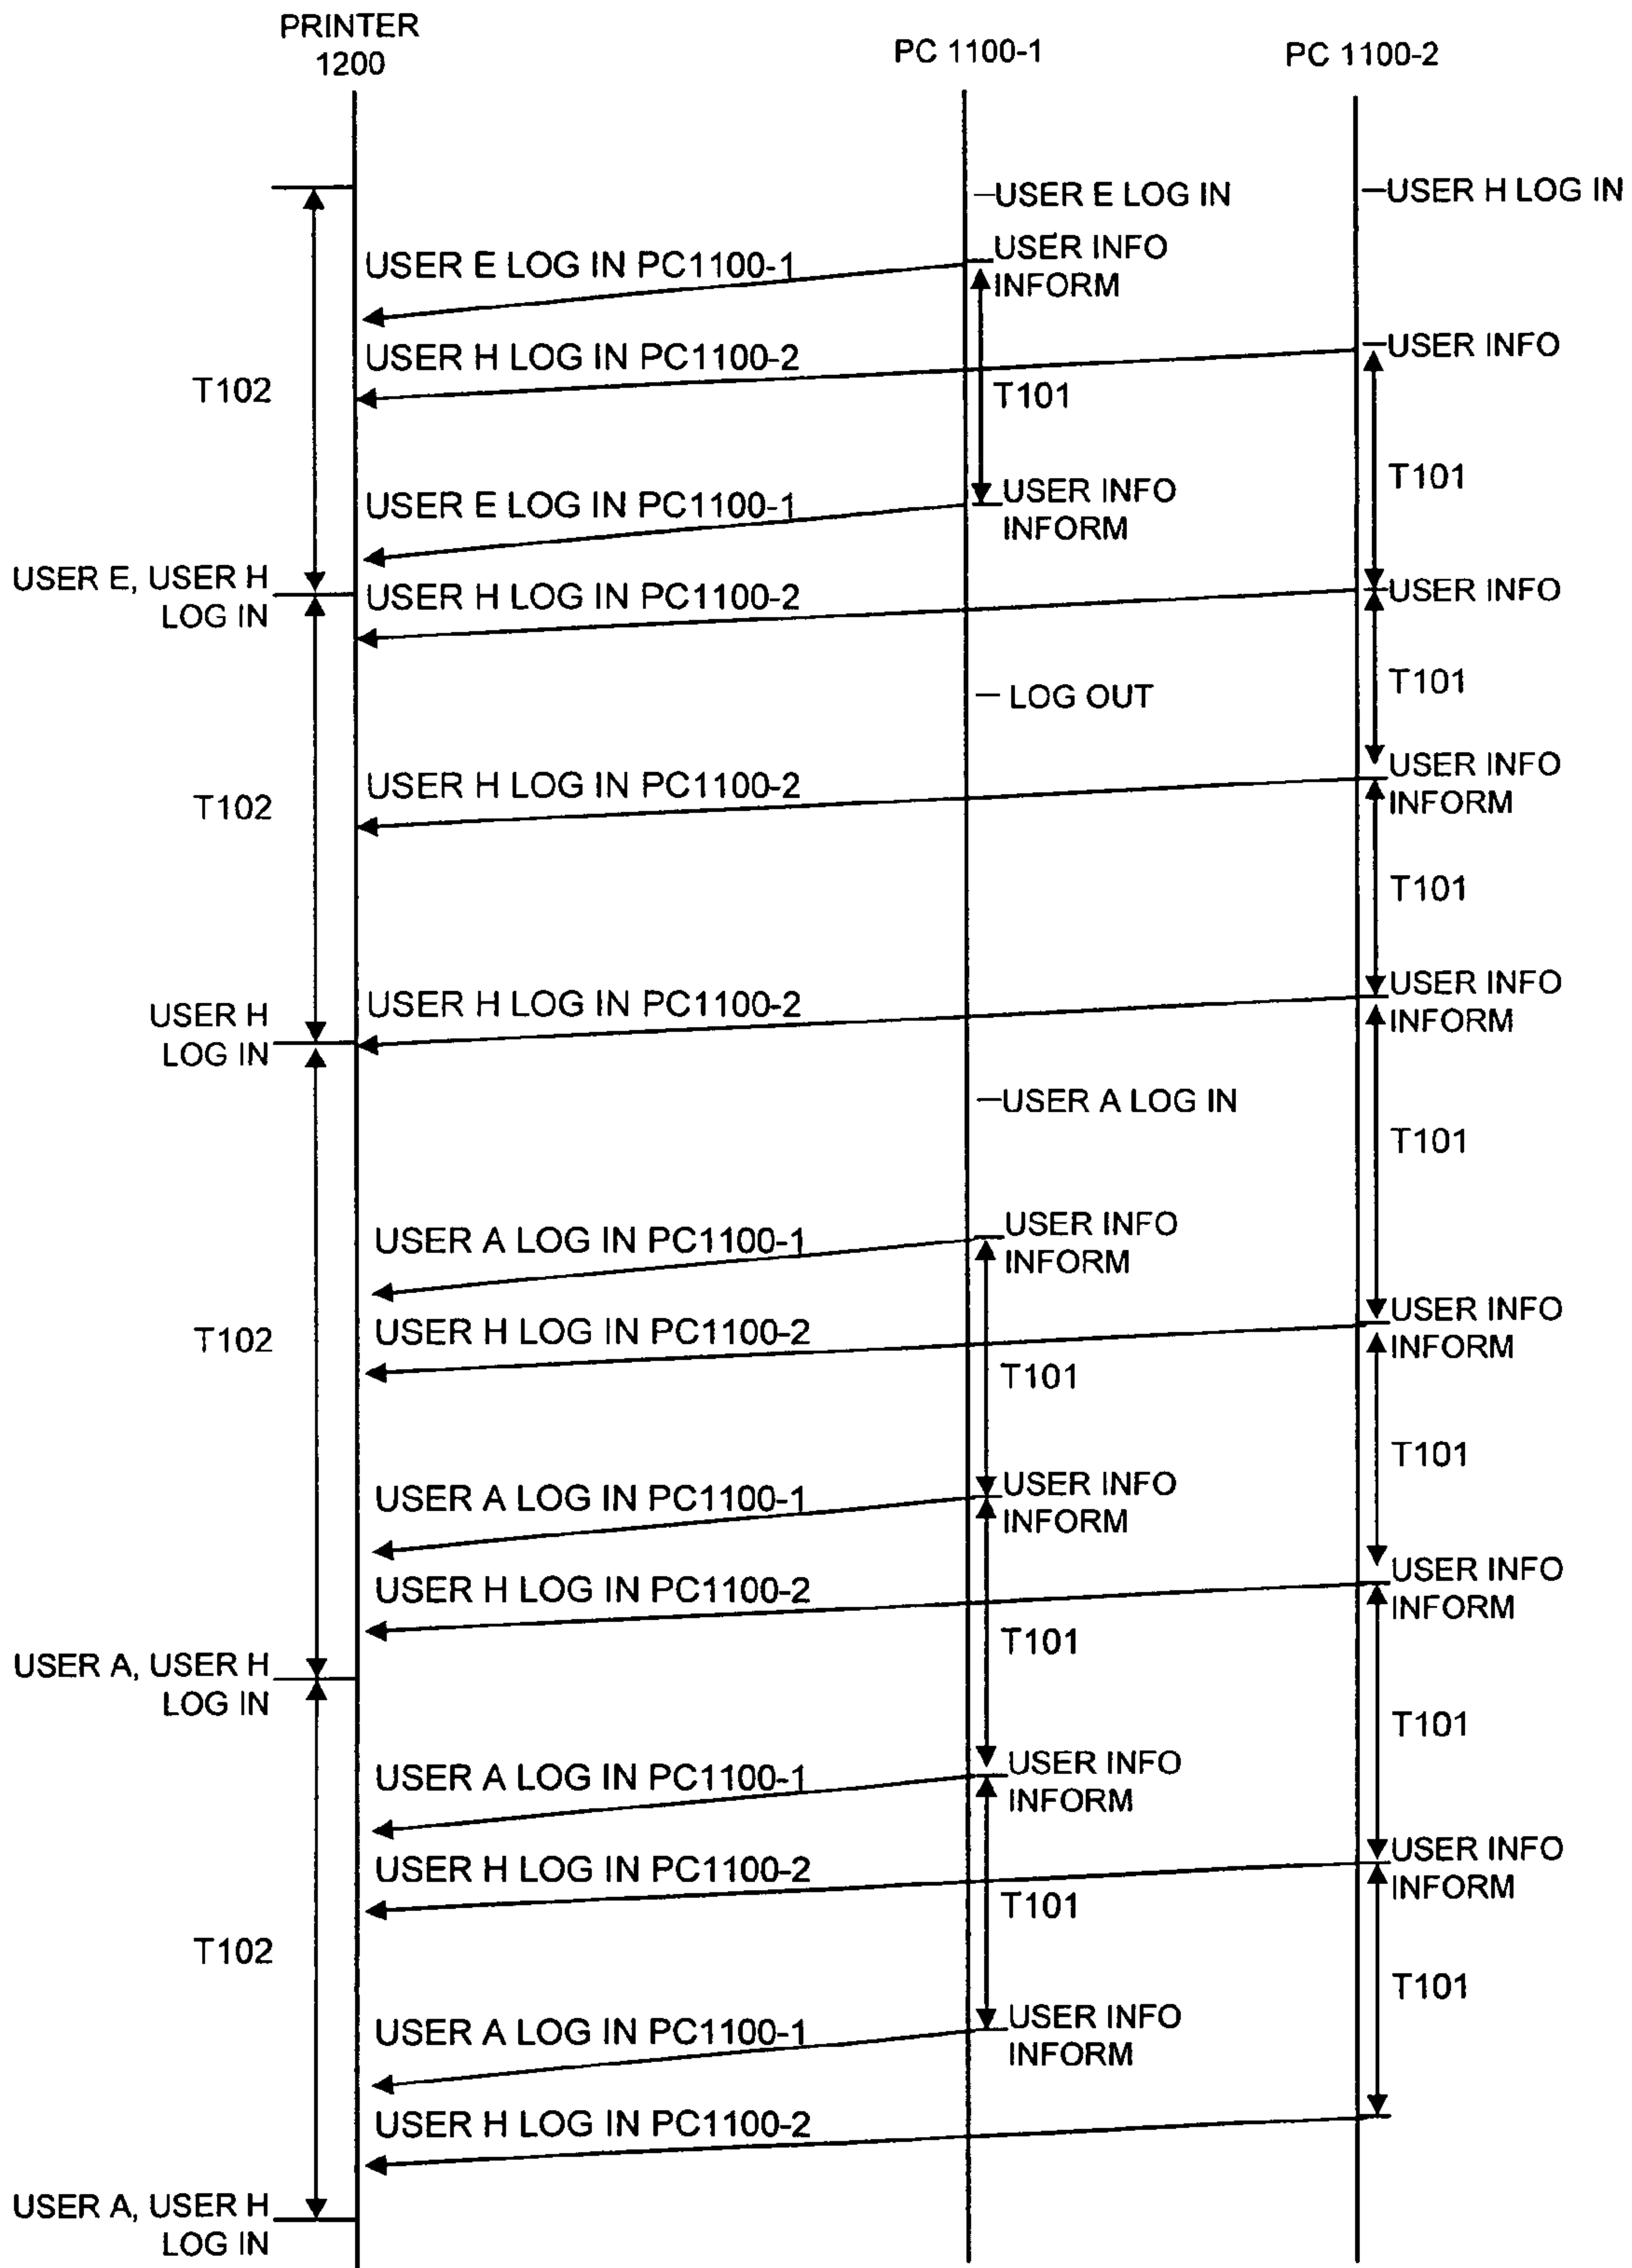 PRINTER
1200
PC 1100-1
PC 1100-2
USER E LOG IN
USER H LOG IN
USER E LOG IN PC1100-1
USER INFO
INFORM
USER H LOG IN PC1100-2
USER INFO
T102
T101
T101
USER E LOG IN PC1100-1
USER INFO
INFORM
USER E, USER H
LOG IN
USER H LOG IN PC1100-2
USER INFO
LOG OUT
T101
USER H LOG IN PC1100-2
USER INFO
INFORM
T102
T101
USER H LOG IN PC1100-2
USER INFO
INFORM
USER H
LOG IN
USER A LOG IN
T101
USER A LOG IN PC1100-1
USER INFO
INFORM
USER H LOG IN PC1100-2
USER INFO
INFORM
T102
T101
T101
USER A LOG IN PC1100-1
USER INFO
INFORM
USER H LOG IN PC1100-2
USER INFO
INFORM
T101
USER A, USER H
LOG IN
T101
USER A LOG IN PC1100-1
USER INFO
INFORM
USER H LOG IN PC1100-2
USER INFO
INFORM
T101
T102
T101
USER A LOG IN PC1100-1
USER INFO
INFORM
USER H LOG IN PC1100-2
USER A, USER H
LOG IN